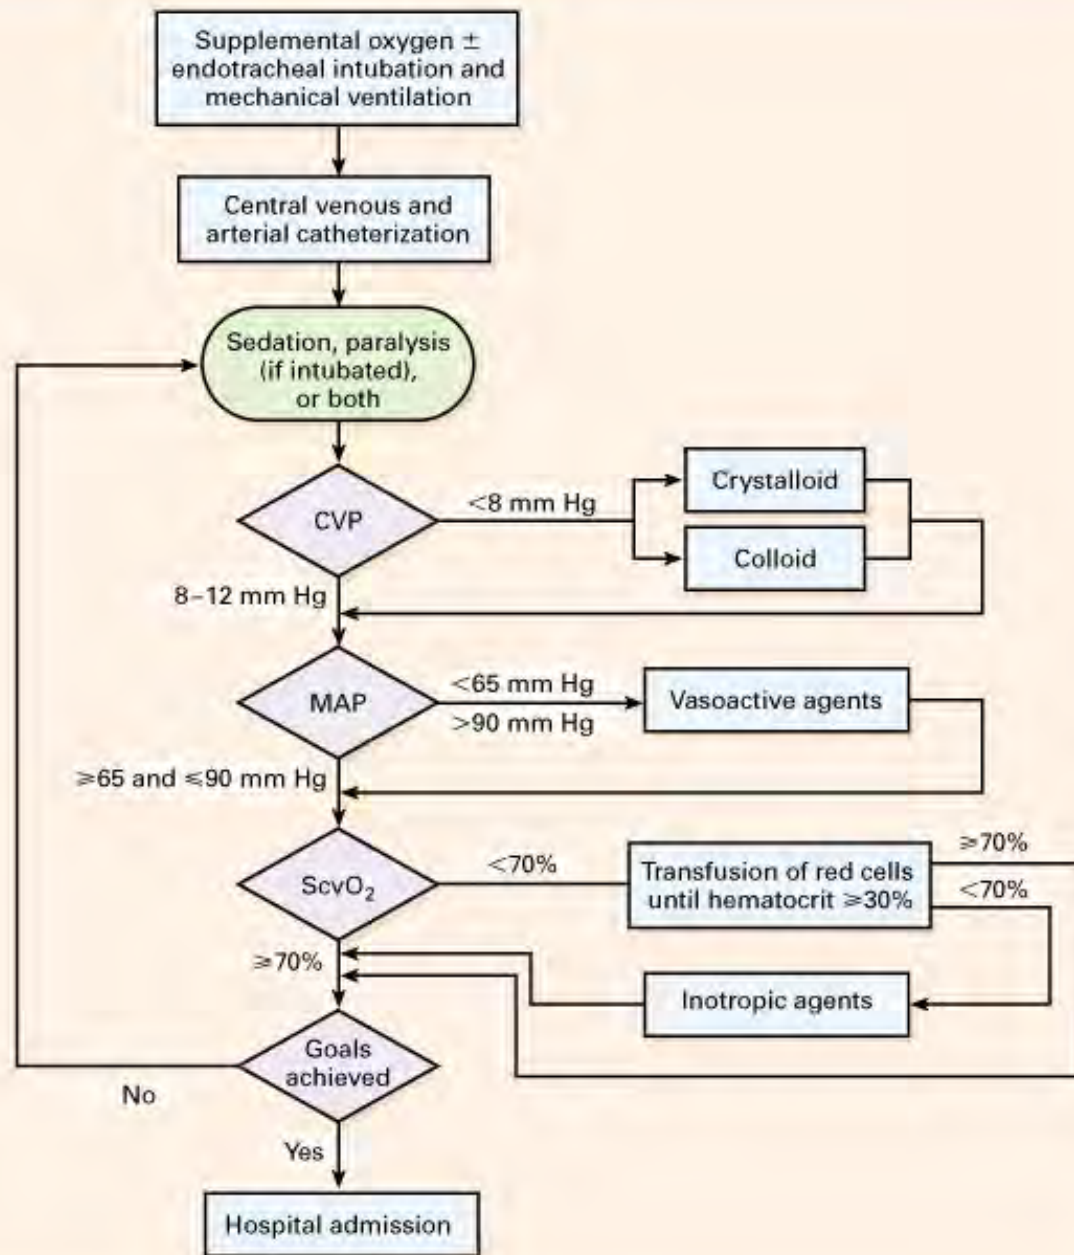 Supplemental oxygen ±
endotracheal intubation and
mechanical ventilation
Central venous and
arterial catheterization
Sedation, paralysis
(if intubated),
or both
CVP
<8 mm Hg
Crystalloid
Colloid
8–12 mm Hg
MAP
<65 mm Hg
>90 mm Hg
Vasoactive agents
≥65 and ≤90 mm Hg
ScvO₂
<70%
Transfusion of red cells
until hematocrit ≥30%
≥70%
<70%
≥70%
Inotropic agents
Goals
achieved
No
Yes
Hospital admission